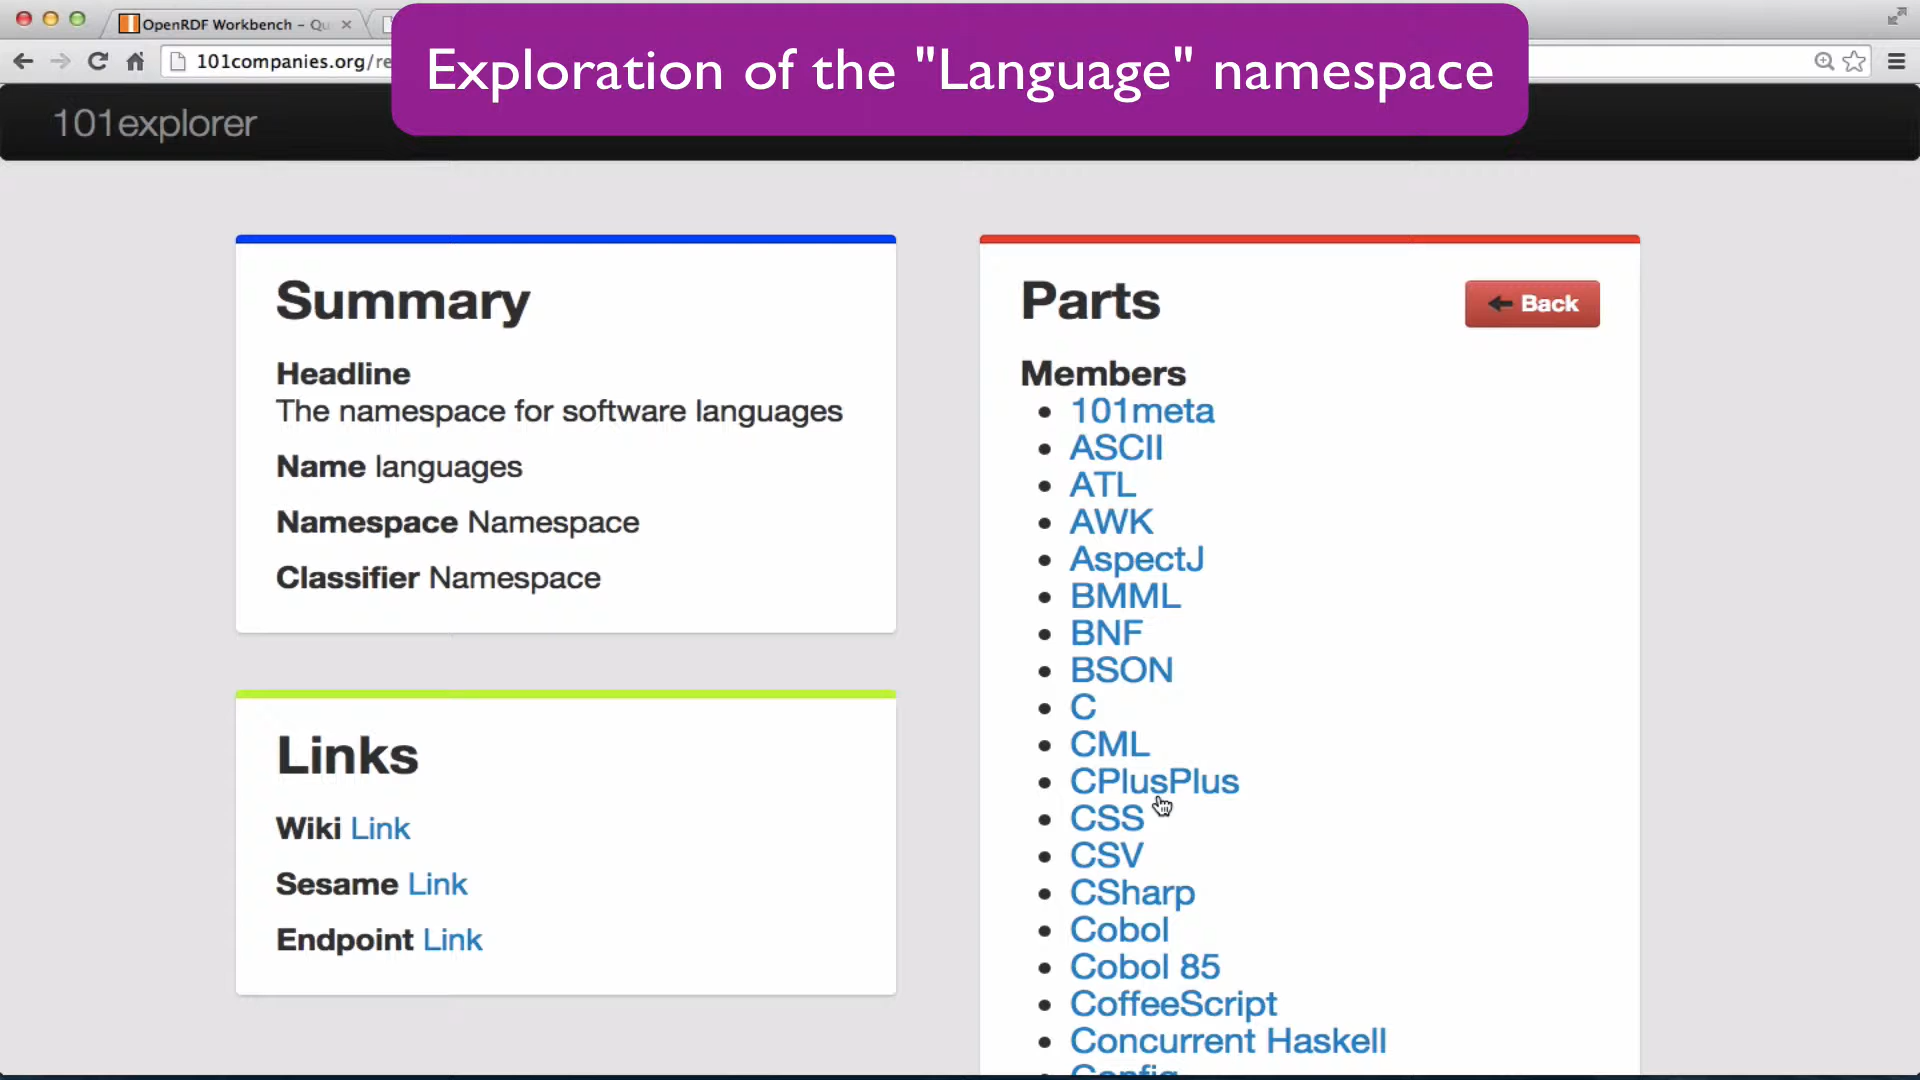 OpenRDF Workbench - Qu
101companies.org/re
Exploration of the "Language" namespace
101explorer
Summary
Headline
The namespace for software languages
Name languages
Namespace Namespace
Classifier Namespace
Links
Wiki Link
Sesame Link
Endpoint Link
Parts
Back
Members
101meta
ASCII
ATL
AWK
AspectJ
BMML
BNF
BSON
C
CML
CPlusPlus
CSS
CSV
CSharp
Cobol
Cobol 85
CoffeeScript
Concurrent Haskell
Config